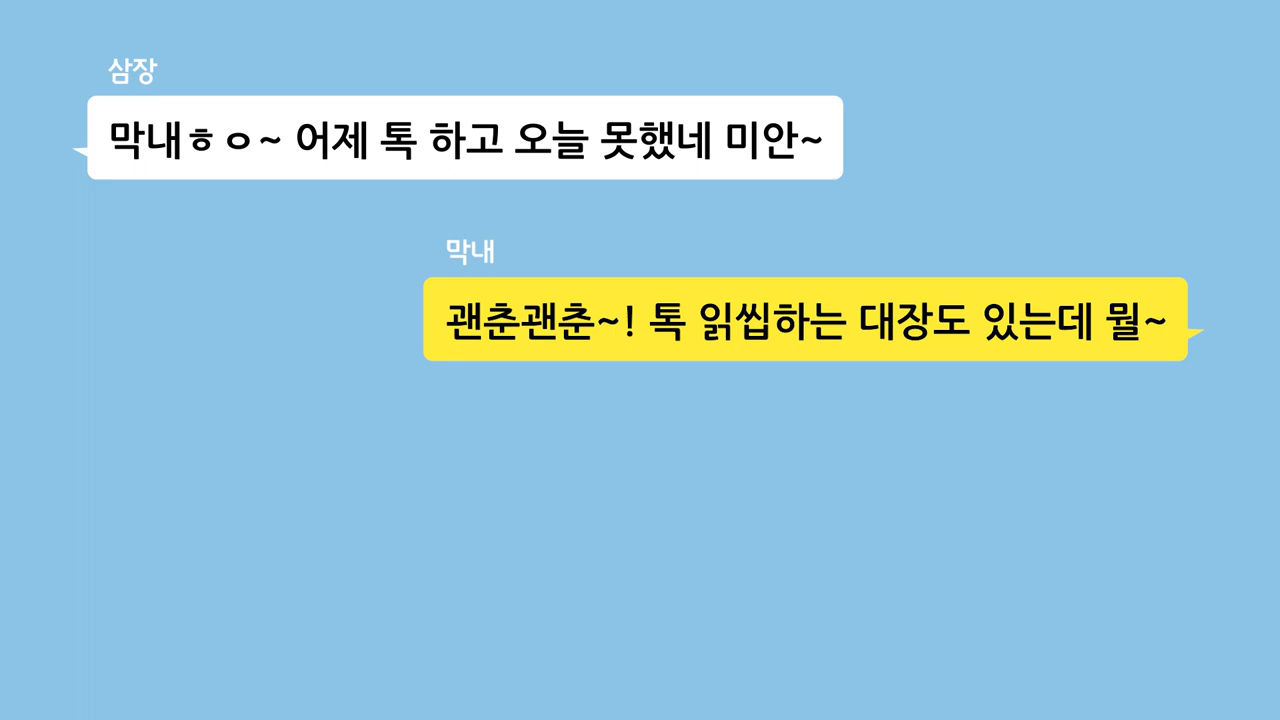 삼장
막내ㅎㅇ~ 어제 톡 하고 오늘 못했네 미안~
막내
괜춘괜춘~! 톡 읽씹하는 대장도 있는데 뭘~